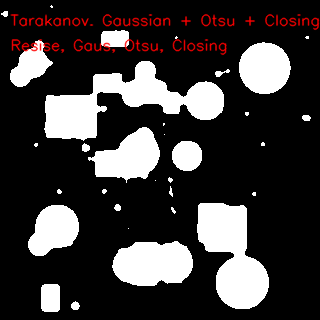 Tarakanov. Gaussian + Otsu + Closing
Resise, Gaus, Otsu, Closing